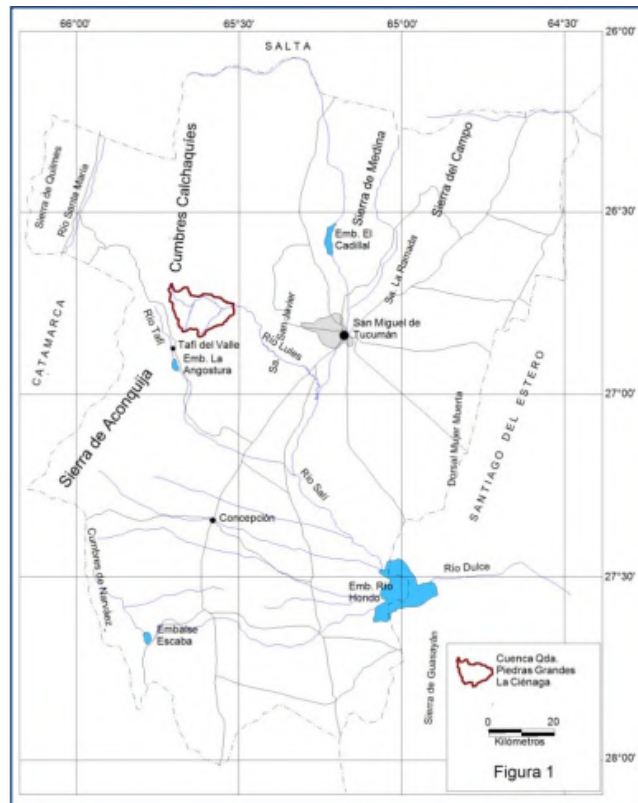 66°00'
65°30'
65°00'
64°30'
26°00'
SALTA
Sierra de Quilmes
Río Santa María
Cumbres Calchaquíes
Sierra de Medina
Sierra del Campo
26°30'
Emb. El
Cadillal
Sa. La Ramada
CATAMARCA
Río Tafí
Tafí del Valle
Emb. La
Angostura
Sa. San Javier
Río Lules
San Miguel de
Tucumán
27°00'
Sierra de Aconquija
Dorsal Mujer Muerta
SANTIAGO DEL ESTERO
Río Salí
Concepción
Cumbres de Narváez
Río Dulce
27°30'
Emb. Río
Hondo
Embalse
Escaba
Sierra de Guasayán
Cuenca Qda.
Piedras Grandes
La Ciénaga
0 20
Kilómetros
Figura 1
28°00'